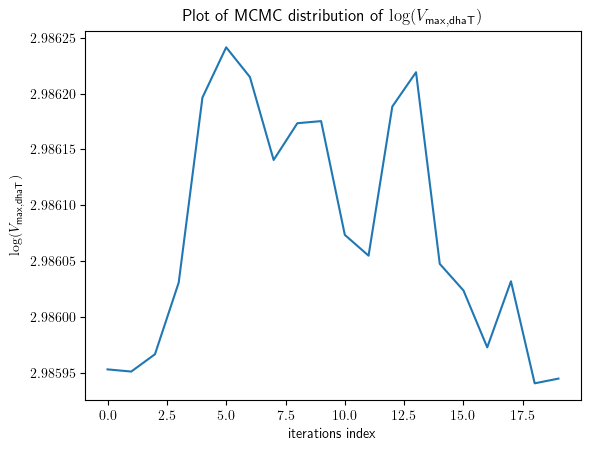 Plot of MCMC distribution of log(V_max,dhaT)
2.98625
2.98620
2.98615
2.98610
2.98605
2.98600
2.98595
log(V_max,dhaT)
0.0 2.5 5.0 7.5 10.0 12.5 15.0 17.5
iterations index